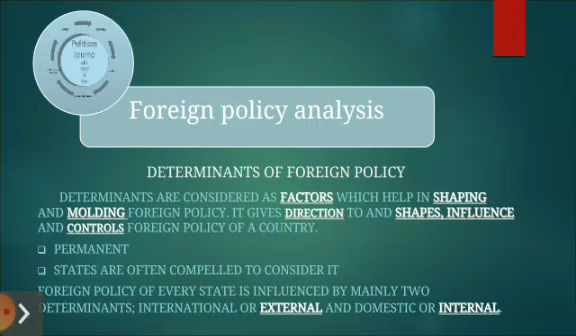 Politicus
Journo
Foreign policy analysis
DETERMINANTS OF FOREIGN POLICY
DETERMINANTS ARE CONSIDERED AS FACTORS WHICH HELP IN SHAPING
AND MOLDING FOREIGN POLICY. IT GIVES DIRECTION TO AND SHAPES, INFLUENCE
AND CONTROLS FOREIGN POLICY OF A COUNTRY.
PERMANENT
STATES ARE OFTEN COMPELLED TO CONSIDER IT
FOREIGN POLICY OF EVERY STATE IS INFLUENCED BY MAINLY TWO
DETERMINANTS; INTERNATIONAL OR EXTERNAL AND DOMESTIC OR INTERNAL.